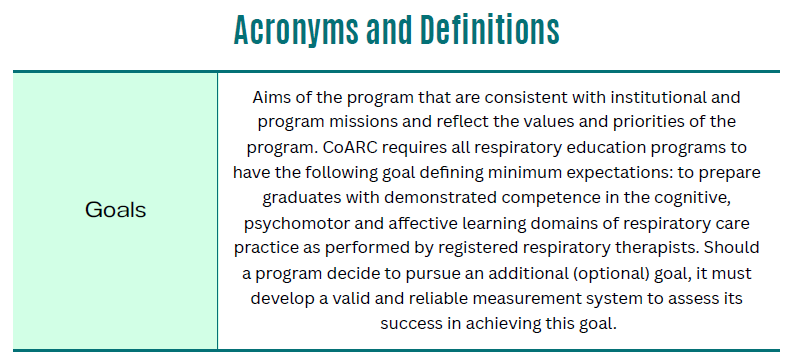 Acronyms and Definitions
Goals
Aims of the program that are consistent with institutional and
program missions and reflect the values and priorities of the
program. CoARC requires all respiratory education programs to
have the following goal defining minimum expectations: to prepare
graduates with demonstrated competence in the cognitive,
psychomotor and affective learning domains of respiratory care
practice as performed by registered respiratory therapists. Should
a program decide to pursue an additional (optional) goal, it must
develop a valid and reliable measurement system to assess its
success in achieving this goal.